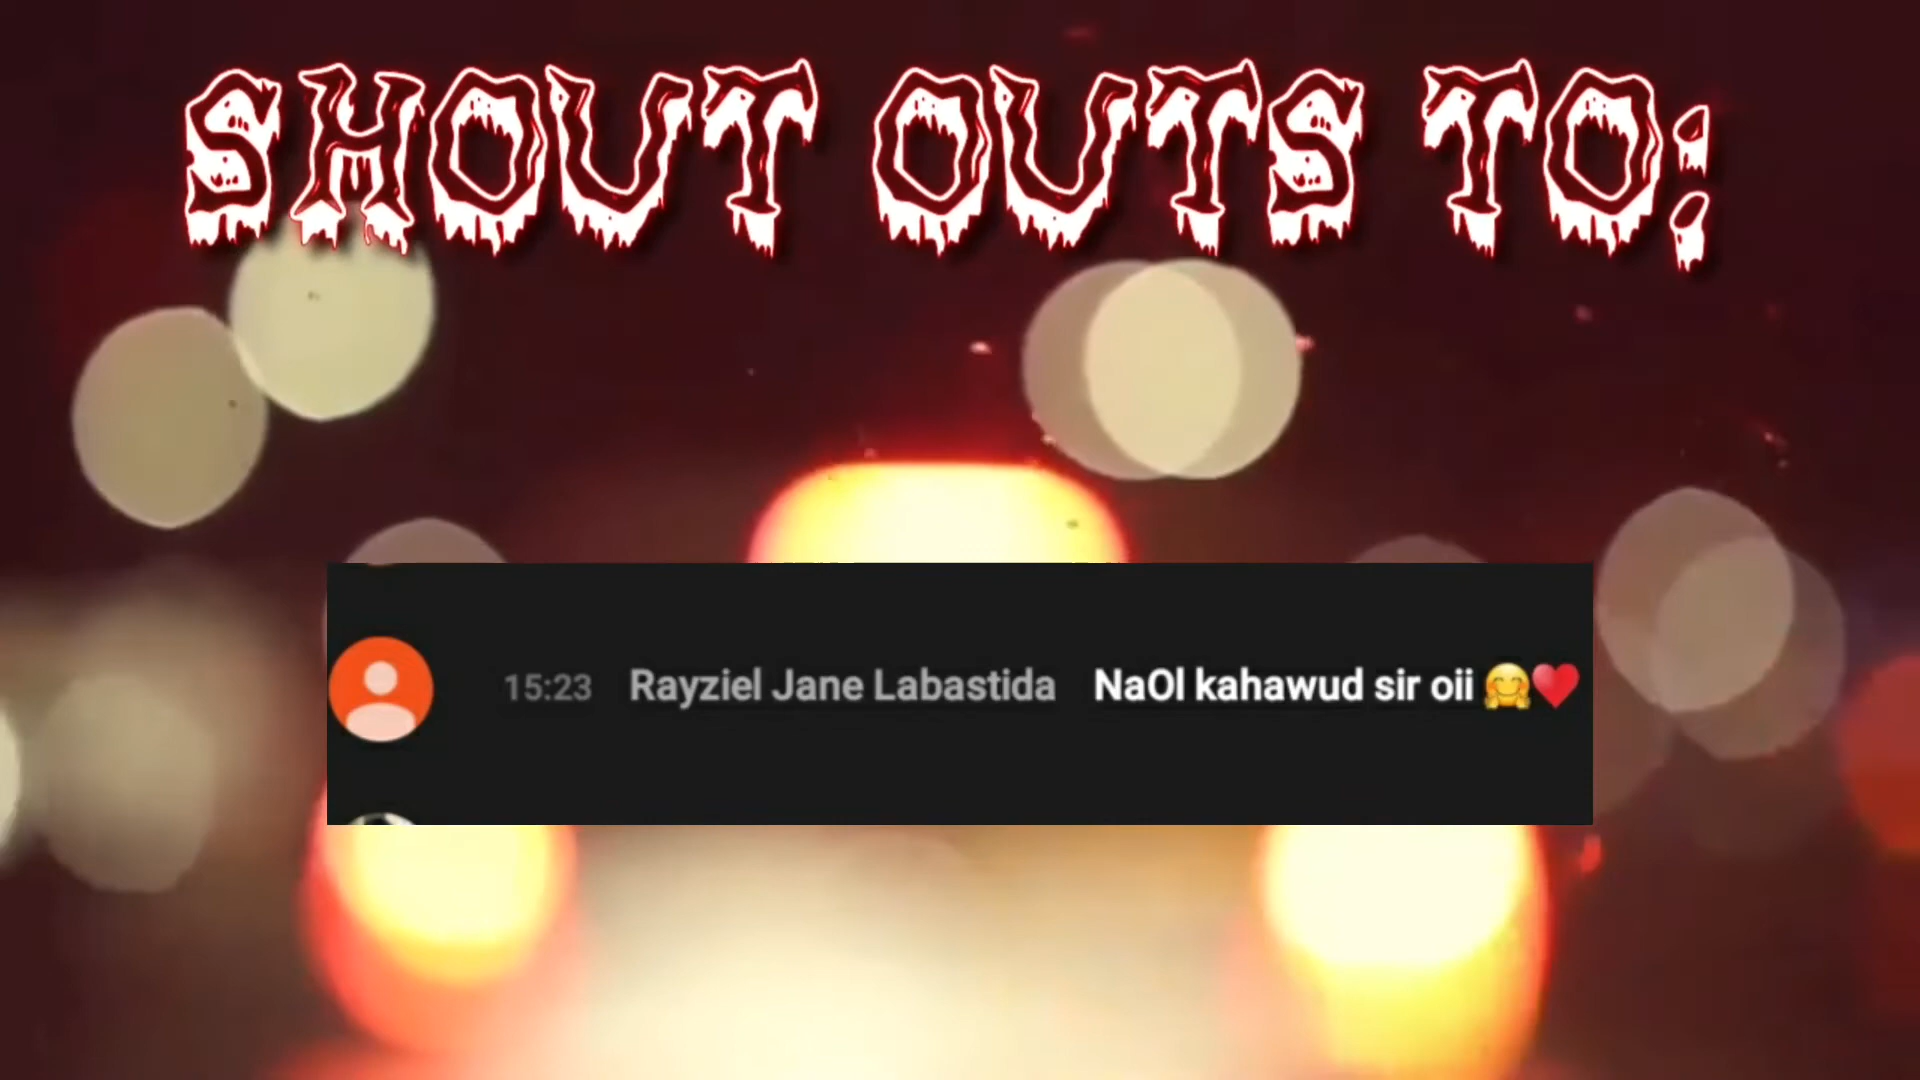 SHOUT OUTS TO:
15:23 Rayziel Jane Labastida NaOl kahawud sir oii 🤗❤️